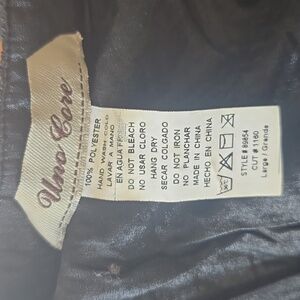 Uno Core
100% POLYESTER
HAND WASH COLD
LAVAR A MANO
EN AGUA FRIA
DO NOT BLEACH
NO USAR CLORO
HANG DRY
SECAR COLGADO
DO NOT IRON
NO PLANCHAR
MADE IN CHINA
HECHO EN CHINA
STYLE # 89854
CUT # 1160
Large / Grande